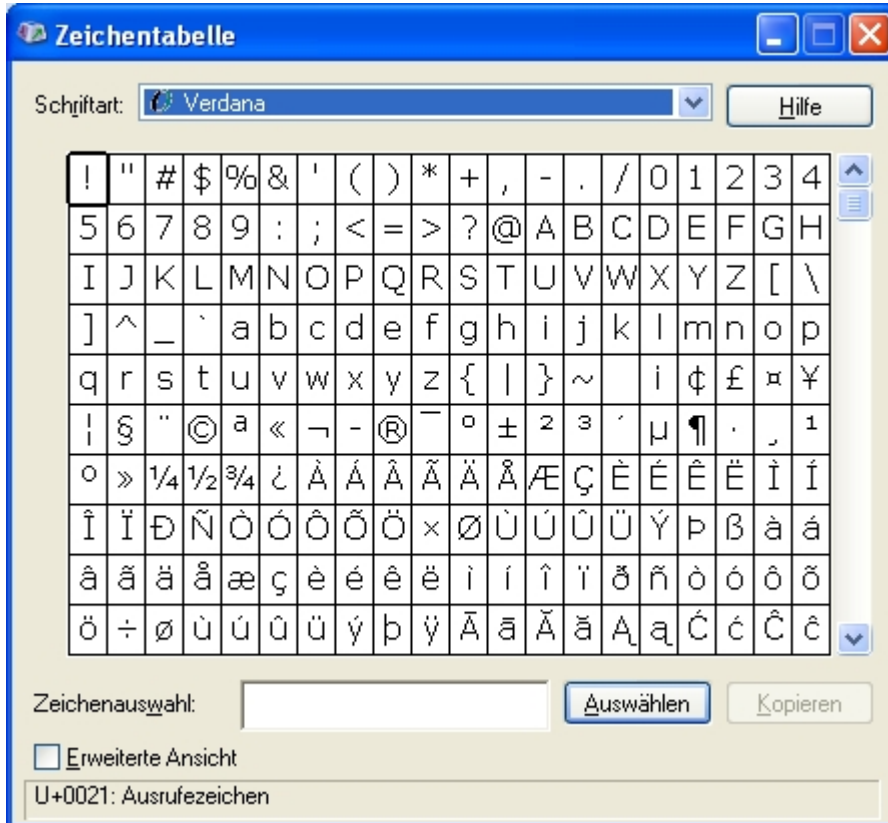 Zeichentabelle
Schriftart: Verdana Hilfe
! " # $ % & ' ( ) * + , - . / 0 1 2 3 4
5 6 7 8 9 : ; < = > ? @ A B C D E F G H
I J K L M N O P Q R S T U V W X Y Z [ \
] ^ _ ` a b c d e f g h i j k l m n o p
q r s t u v w x y z { | } ~ ¡ ¢ £ ¤ ¥
¦ § ¨ © ª « ¬ - ® ¯ ° ± ² ³ ´ µ ¶ · ¸ ¹
º » ¼ ½ ¾ ¿ À Á Â Ã Ä Å Æ Ç È É Ê Ë Ì Í
Î Ï Ð Ñ Ò Ó Ô Õ Ö × Ø Ù Ú Û Ü Ý Þ ß à á
â ã ä å æ ç è é ê ë ì í î ï ð ñ ò ó ô õ
ö ÷ ø ù ú û ü ý þ ÿ Ā ā Ă ă Ą ą Ć ć Ĉ ĉ
Zeichenauswahl: Auswählen Kopieren
Erweiterte Ansicht
U+0021: Ausrufezeichen